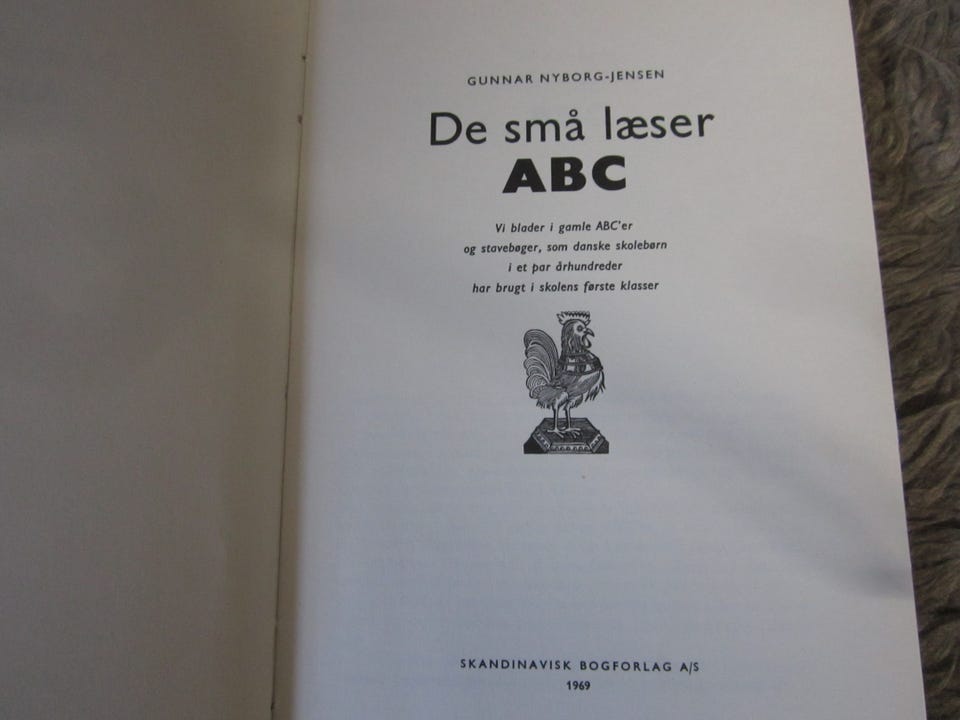 GUNNAR NYBORG-JENSEN
De små læser
ABC
Vi blader i gamle ABC'er
og stavebøger, som danske skolebørn
i et par århundreder
har brugt i skolens første klasser
SKANDINAVISK BOGFORLAG A/S
1969